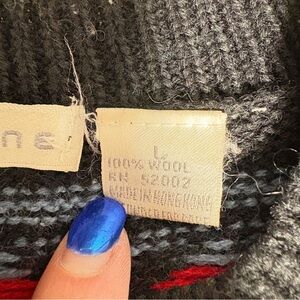 ne
L
100% WOOL
RN 52002
MADE IN HONG KONG